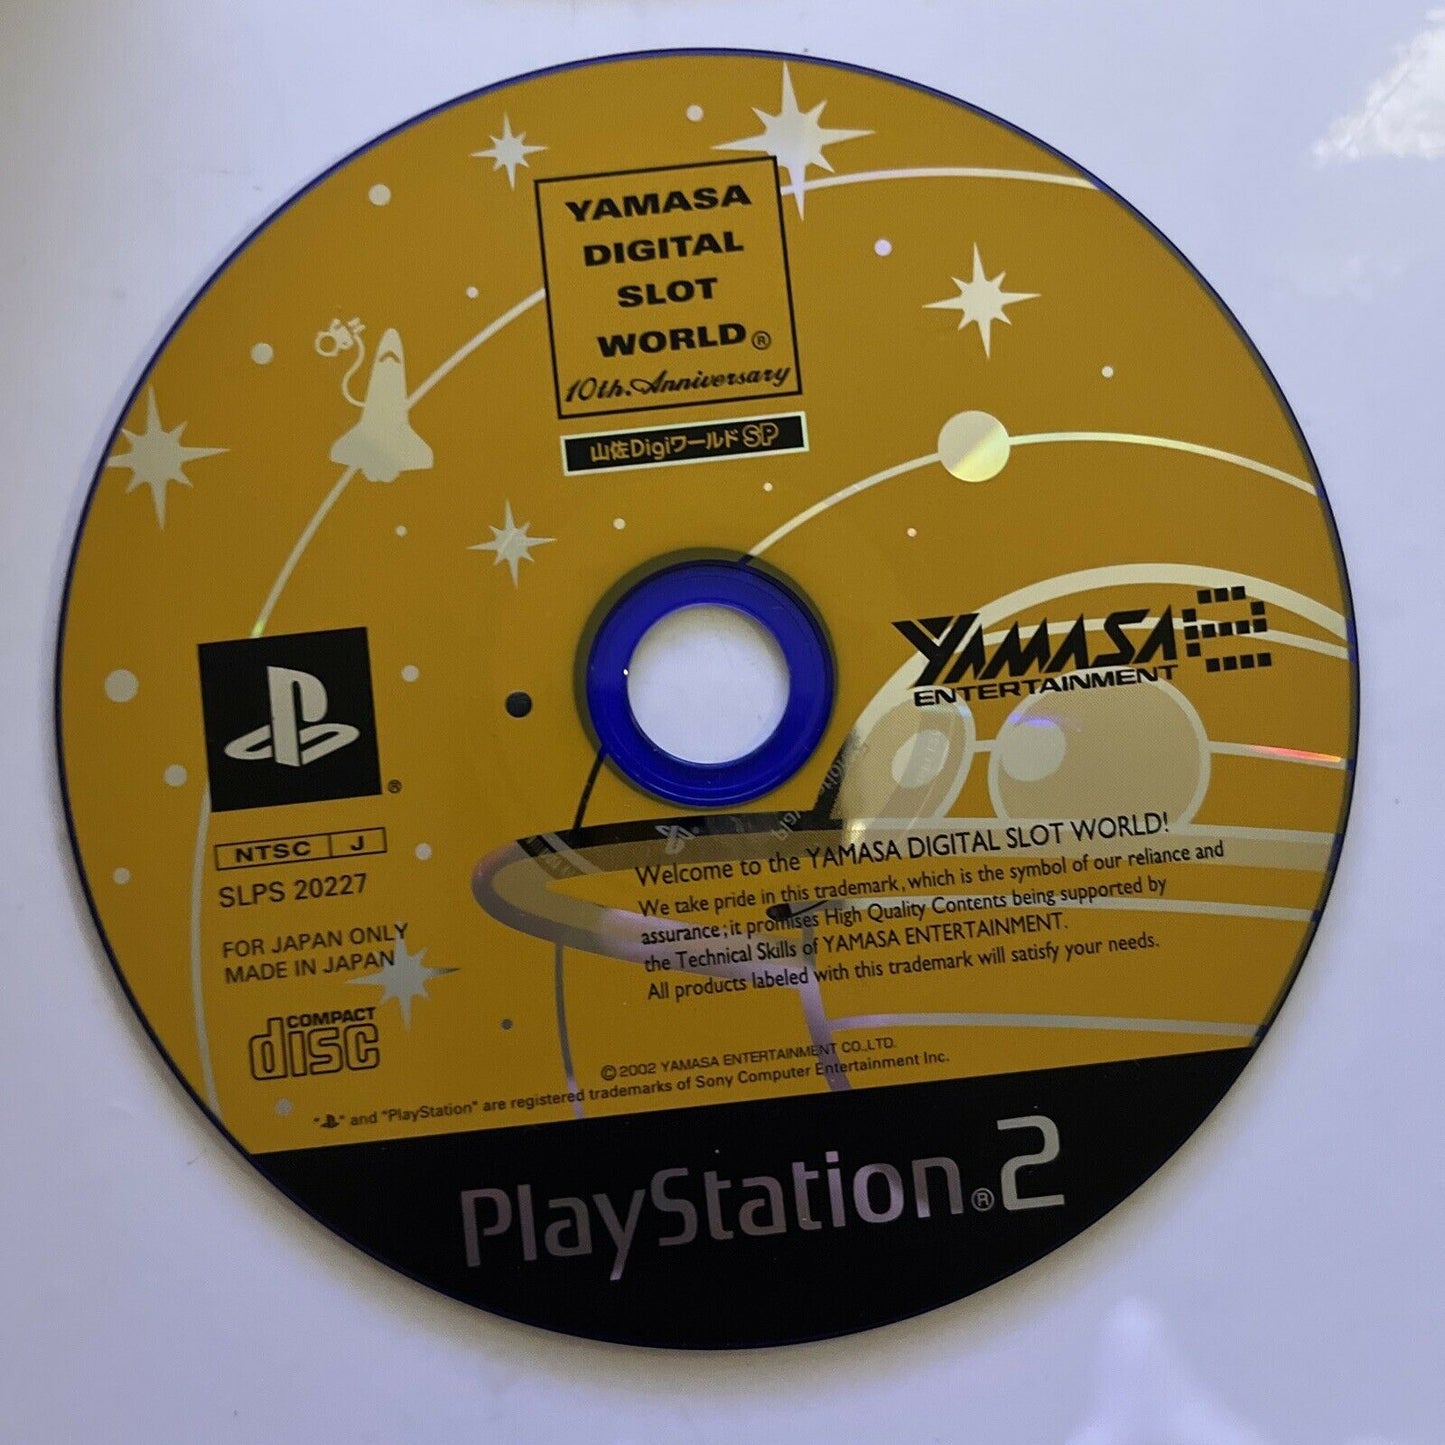 YAMASA
DIGITAL
SLOT
WORLD®
10th. Anniversary
山佐Digiワールド SP
YAMASA
ENTERTAINMENT
®
NTSC J
SLPS 20227
FOR JAPAN ONLY
MADE IN JAPAN
COMPACT
disc
Welcome to the YAMASA DIGITAL SLOT WORLD!
We take pride in this trademark, which is the symbol of our reliance and
assurance; it promises High Quality Contents being supported by
the Technical Skills of YAMASA ENTERTAINMENT.
All products labeled with this trademark will satisfy your needs.
©2002 YAMASA ENTERTAINMENT CO.,LTD.
" " and "PlayStation" are registered trademarks of Sony Computer Entertainment Inc.
PlayStation®2